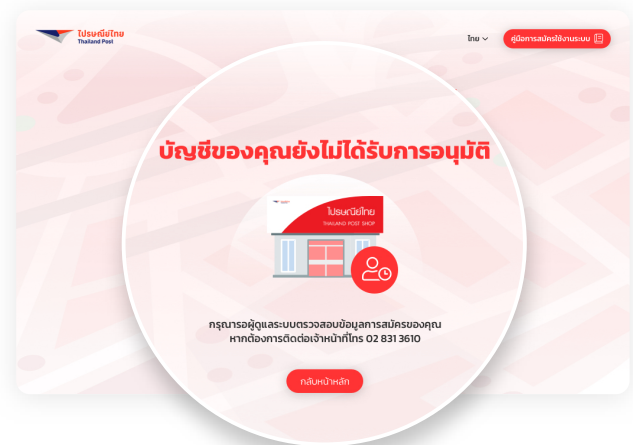 ไปรษณีย์ไทย
Thailand Post
ไทย
คู่มือการสมัครใช้งานระบบ
บัญชีของคุณยังไม่ได้รับการอนุมัติ
ไปรษณีย์ไทย
THAILAND POST SHOP
กรุณารอผู้ดูแลระบบตรวจสอบข้อมูลการสมัครของคุณ
หากต้องการติดต่อเจ้าหน้าที่โทร 02 831 3610
กลับหน้าหลัก